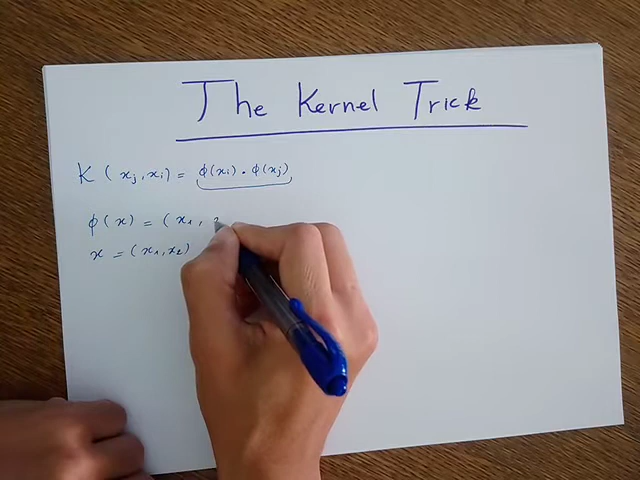 The Kernel Trick
K ( xj , xi) = ϕ(xi) . ϕ(xj)
ϕ(x) = ( x1 ,
x = ( x1 , x2 )